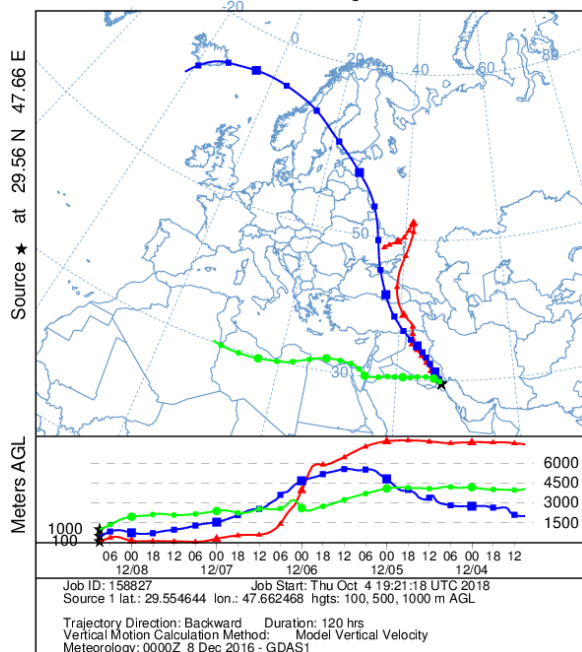 -20
0
20
40
60
80
50
30
Source ★ at 29.56 N 47.66 E
Meters AGL
6000
4500
3000
1500
1000
100
06 00 18 12 06 00 18 12 06 00 18 12 06 00 18 12 06 00 18 12
12/08 12/07 12/06 12/05 12/04
Job ID: 158827 Job Start: Thu Oct 4 19:21:18 UTC 2018
Source 1 lat.: 29.554644 lon.: 47.662468 hgts: 100, 500, 1000 m AGL
Trajectory Direction: Backward Duration: 120 hrs
Vertical Motion Calculation Method: Model Vertical Velocity
Meteorology: 0000Z 8 Dec 2016 - GDAS1